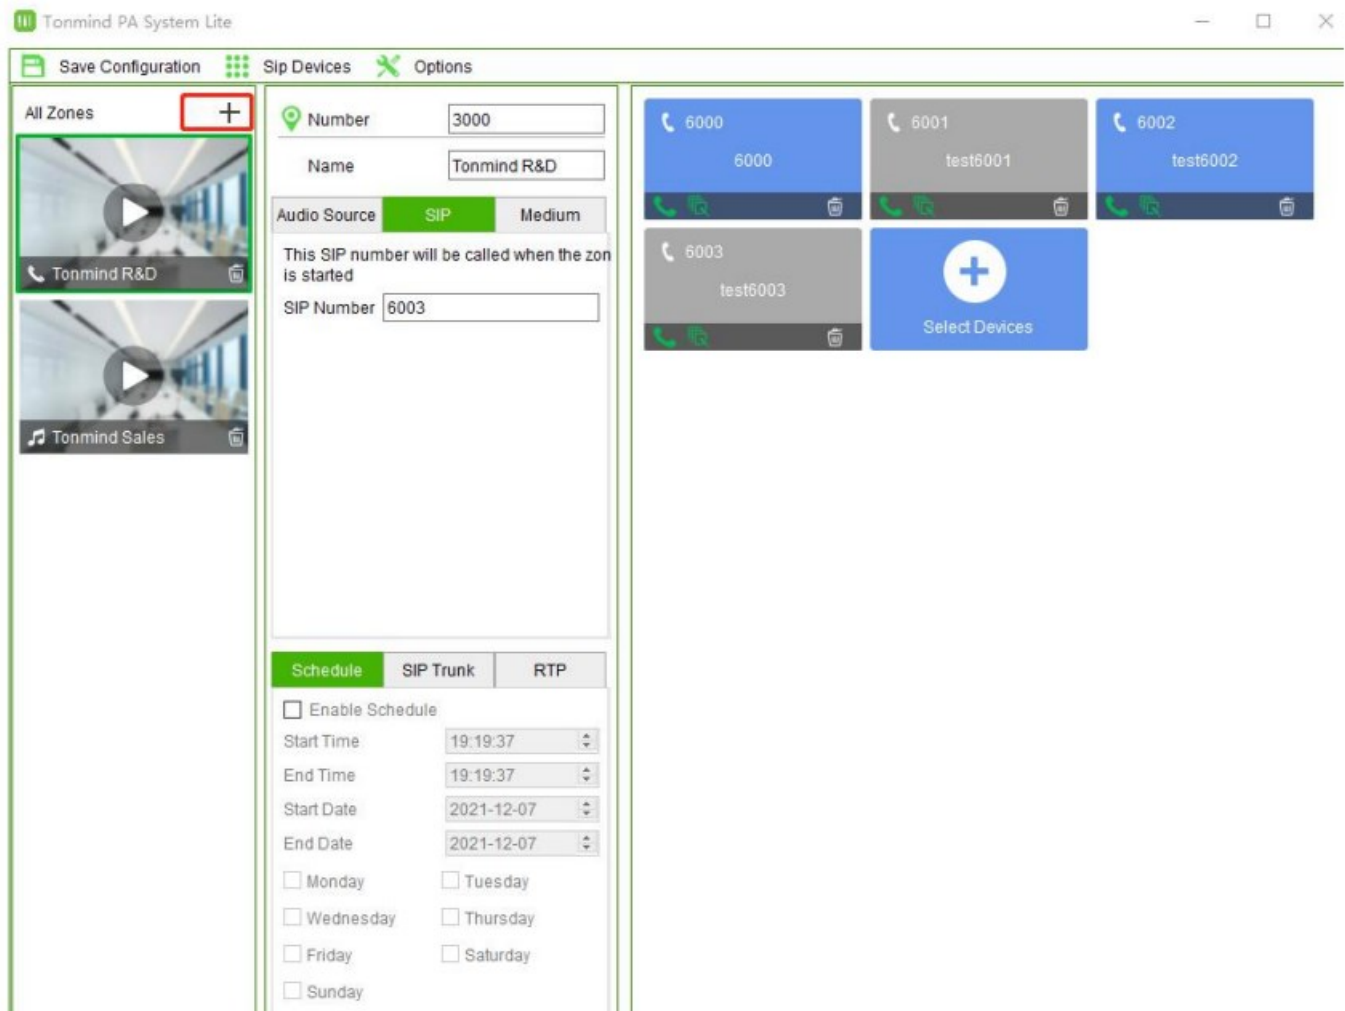 Tonmind PA System Lite
Save Configuration Sip Devices Options
All Zones
Tonmind R&D
Tonmind Sales
Number 3000
Name Tonmind R&D
Audio Source SIP Medium
This SIP number will be called when the zon
is started
SIP Number 6003
Schedule SIP Trunk RTP
Enable Schedule
Start Time 19:19:37
End Time 19:19:37
Start Date 2021-12-07
End Date 2021-12-07
Monday Tuesday
Wednesday Thursday
Friday Saturday
Sunday
6000
6000
6001
test6001
6002
test6002
6003
test6003
Select Devices